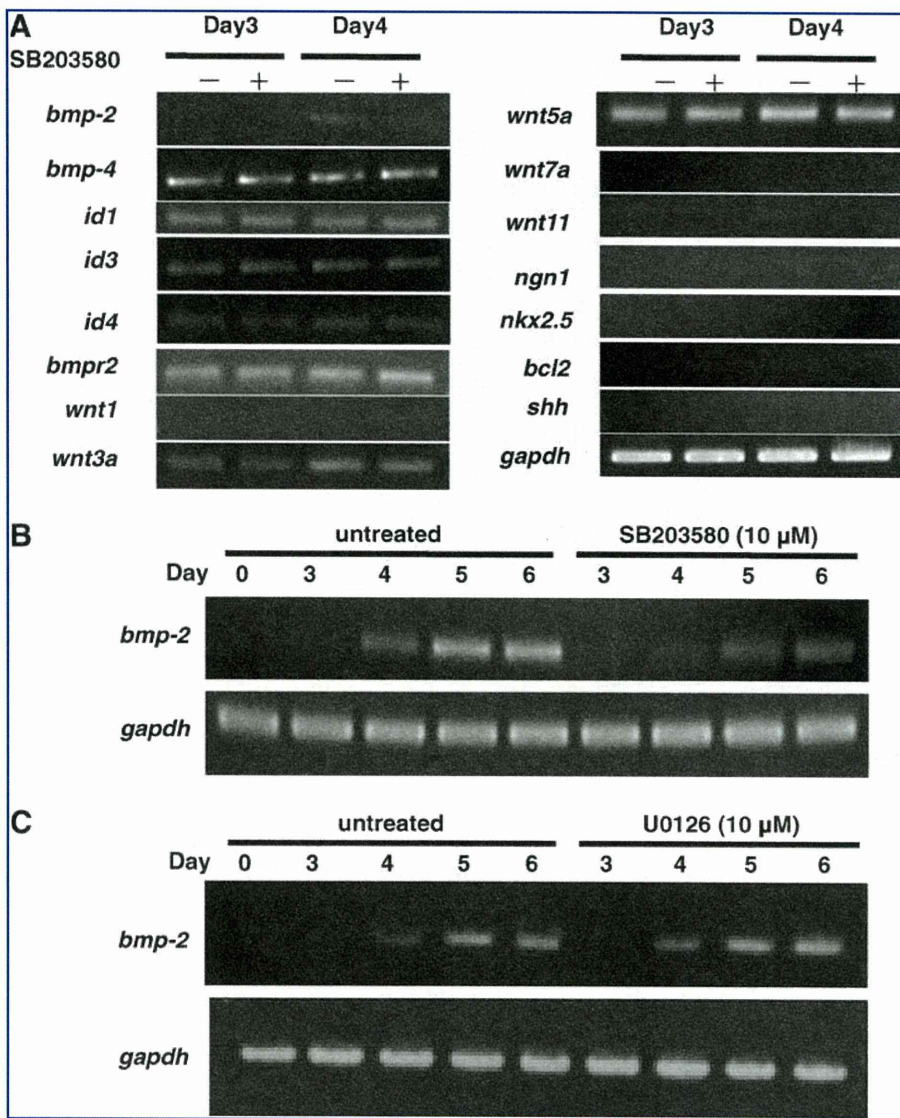 A
Day3 Day4
SB203580
− + − +
bmp-2
bmp-4
id1
id3
id4
bmpr2
wnt1
wnt3a
Day3 Day4
− + − +
wnt5a
wnt7a
wnt11
ngn1
nkx2.5
bcl2
shh
gapdh
B
untreated SB203580 (10 µM)
Day 0 3 4 5 6 3 4 5 6
bmp-2
gapdh
C
untreated U0126 (10 µM)
Day 0 3 4 5 6 3 4 5 6
bmp-2
gapdh